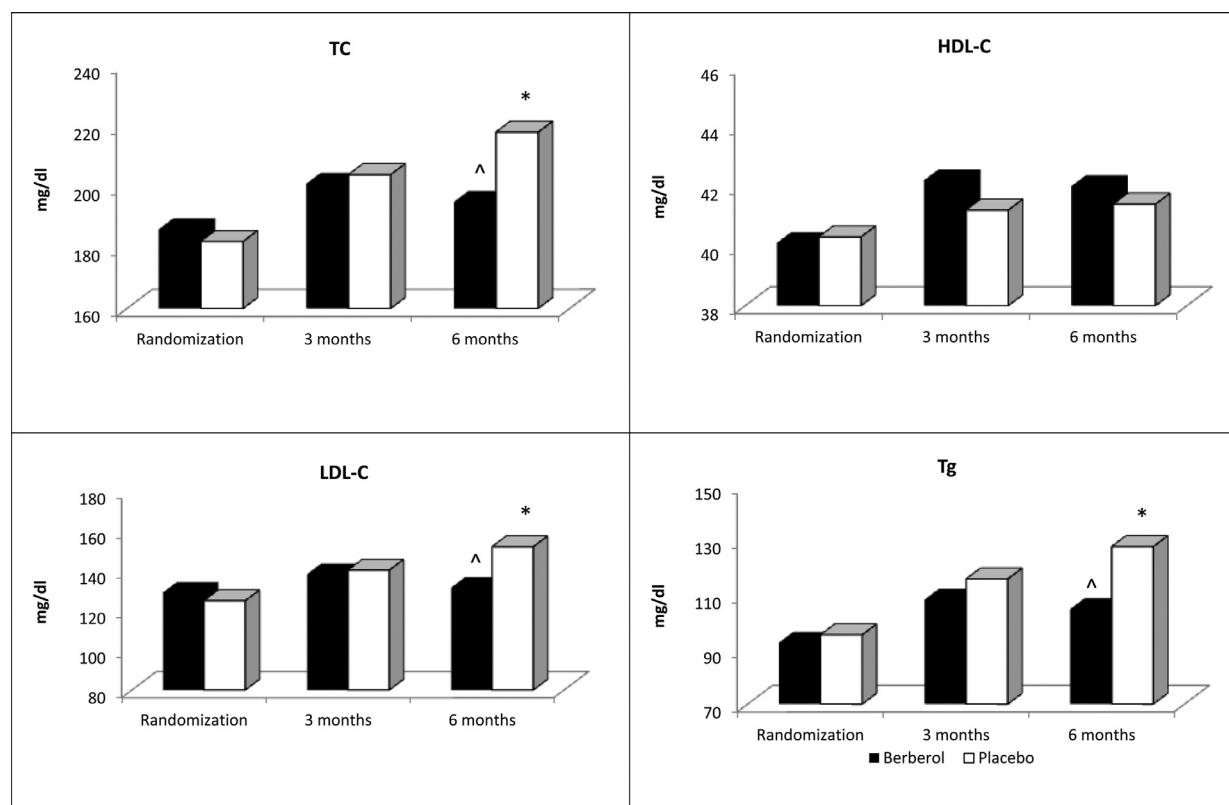 TC
240
220
200
180
160
mg/dl
^
*
Randomization 3 months 6 months
HDL-C
46
44
42
40
38
mg/dl
Randomization 3 months 6 months
LDL-C
180
160
140
120
100
80
mg/dl
^
*
Randomization 3 months 6 months
Tg
150
130
110
90
70
mg/dl
^
*
Randomization 3 months 6 months
Berberol Placebo